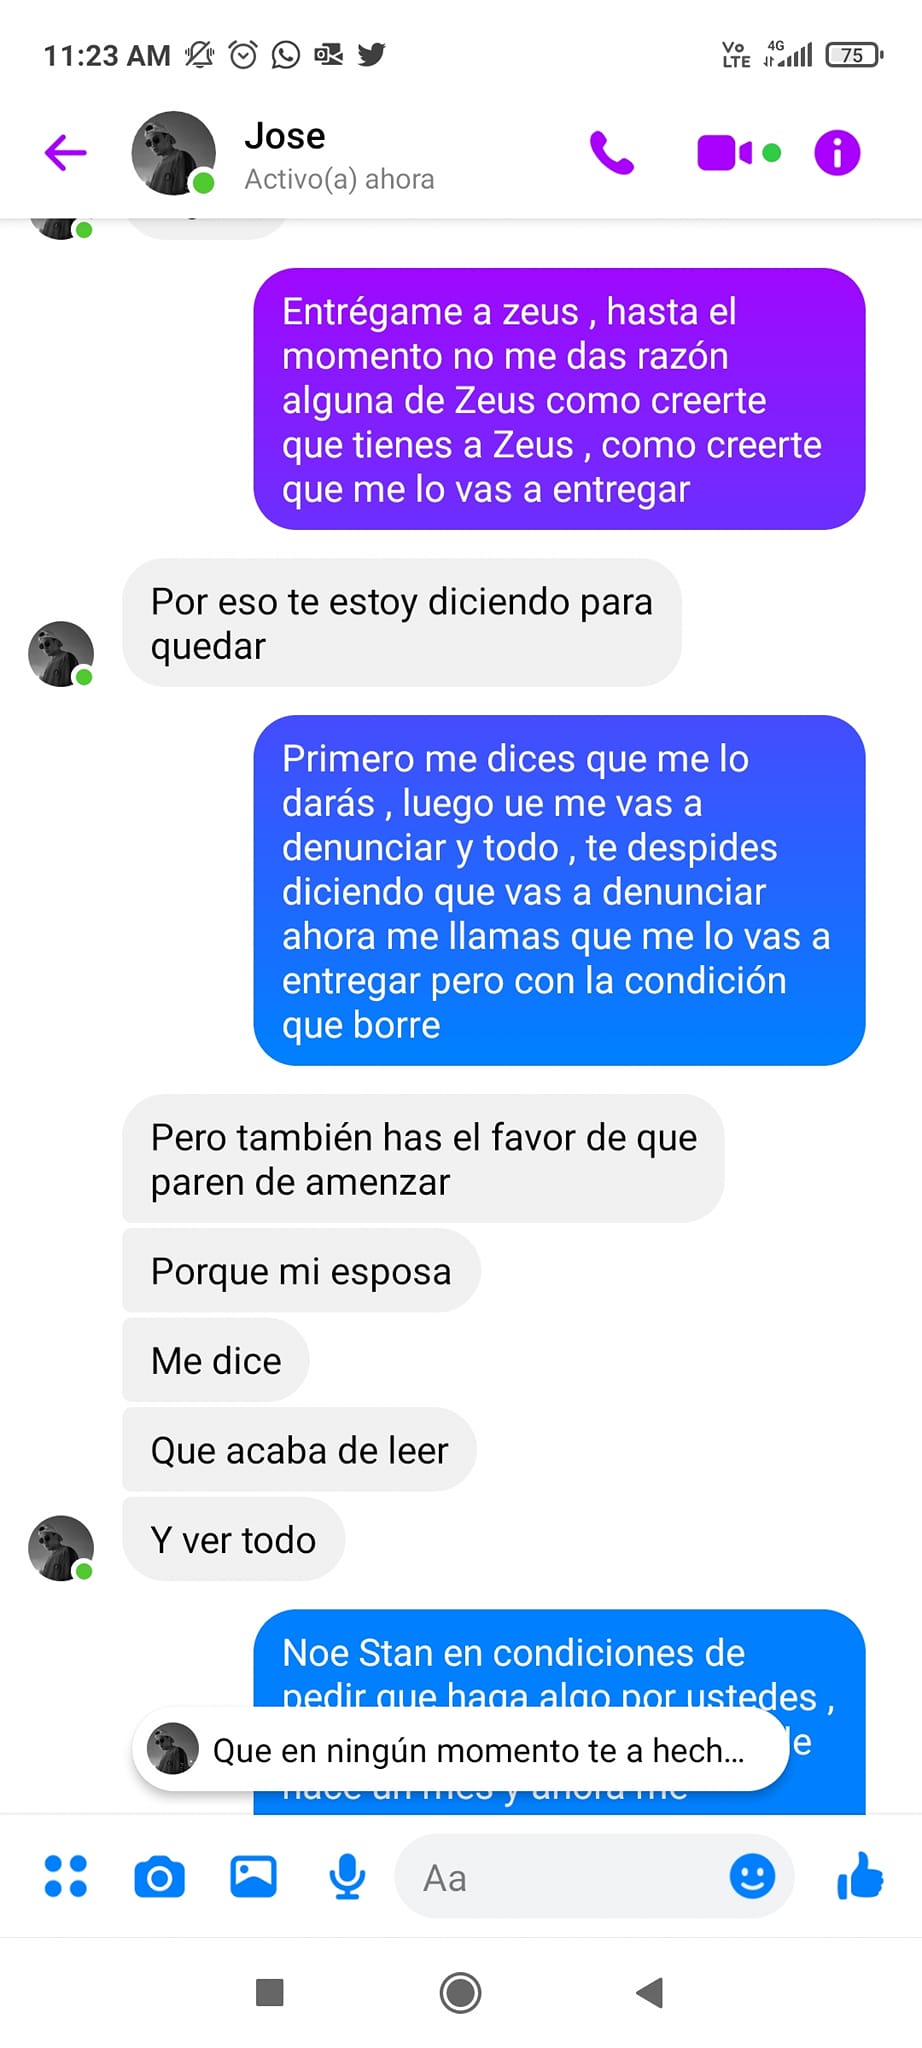 11:23 AM
Vo
LTE
4G
75
Jose
Activo(a) ahora
Entrégame a zeus , hasta el
momento no me das razón
alguna de Zeus como creerte
que tienes a Zeus , como creerte
que me lo vas a entregar
Por eso te estoy diciendo para
quedar
Primero me dices que me lo
darás , luego ue me vas a
denunciar y todo , te despides
diciendo que vas a denunciar
ahora me llamas que me lo vas a
entregar pero con la condición
que borre
Pero también has el favor de que
paren de amenzar
Porque mi esposa
Me dice
Que acaba de leer
Y ver todo
Noe Stan en condiciones de
pedir que haga algo por ustedes ,
Que en ningún momento te a hech...
hace un mes y ahora me
Aa